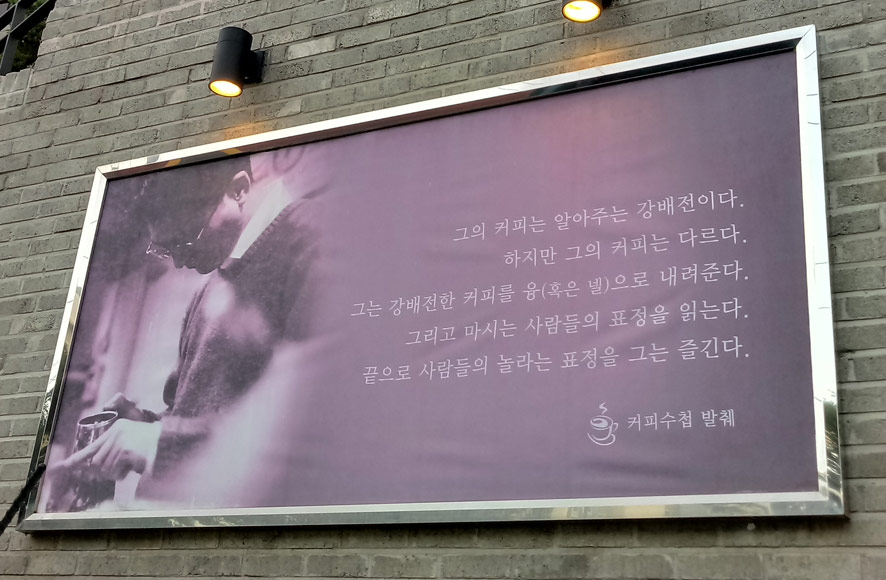 그의 커피는 알아주는 강배전이다.
하지만 그의 커피는 다르다.
그는 강배전한 커피를 융(혹은 넬)으로 내려준다.
그리고 마시는 사람들의 표정을 읽는다.
끝으로 사람들의 놀라는 표정을 그는 즐긴다.
커피수첩 발췌